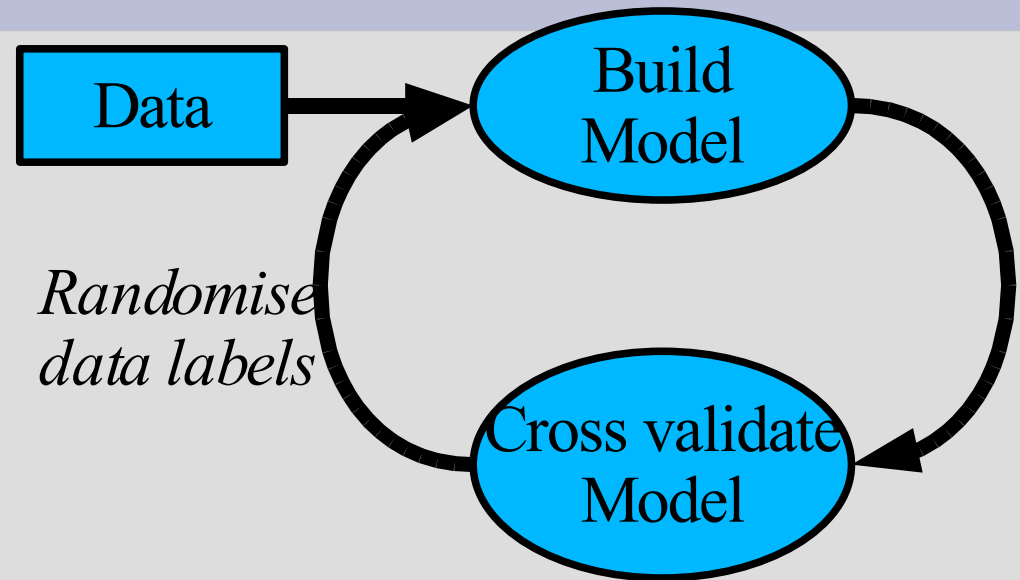 Data
Build
Model
Randomise
data labels
Cross validate
Model